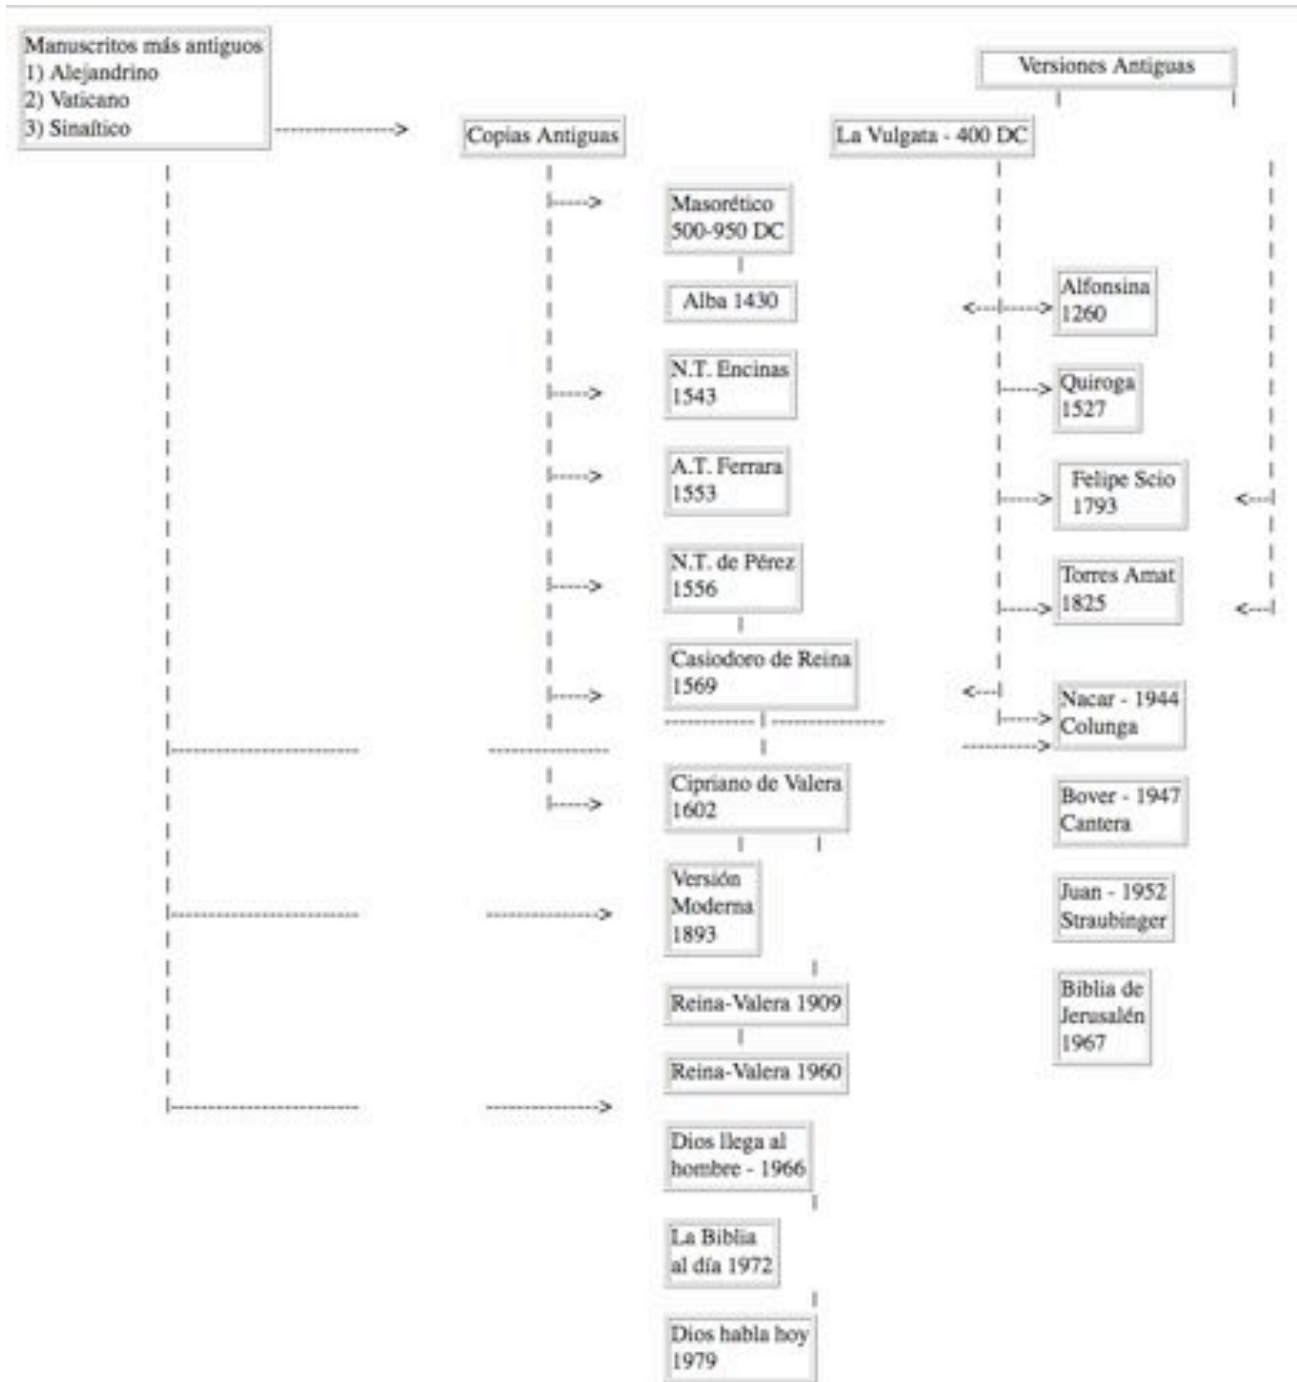 Manuscritos más antiguos
1) Alejandrino
2) Vaticano
3) Sinaítico
Copias Antiguas
Versiones Antiguas
La Vulgata - 400 DC
Masorético
500-950 DC
Alba 1430
N.T. Encinas
1543
A.T. Ferrara
1553
N.T. de Pérez
1556
Casiodoro de Reina
1569
Cipriano de Valera
1602
Versión
Moderna
1893
Reina-Valera 1909
Reina-Valera 1960
Dios llega al
hombre - 1966
La Biblia
al día 1972
Dios habla hoy
1979
Alfonsina
1260
Quiroga
1527
Felipe Scio
1793
Torres Amat
1825
Nacar - 1944
Colunga
Bover - 1947
Cantera
Juan - 1952
Straubinger
Biblia de
Jerusalén
1967